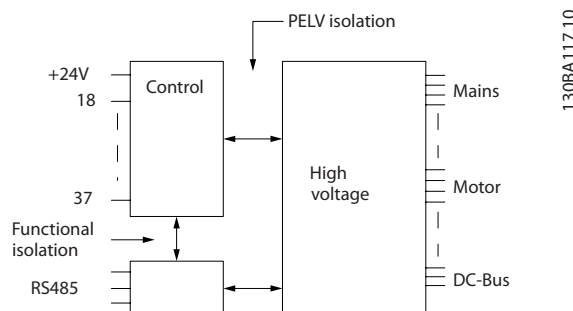 PELV isolation
130BA117.10
+24V
Control
18
Mains
High
voltage
37
Motor
Functional
isolation
RS485
DC-Bus